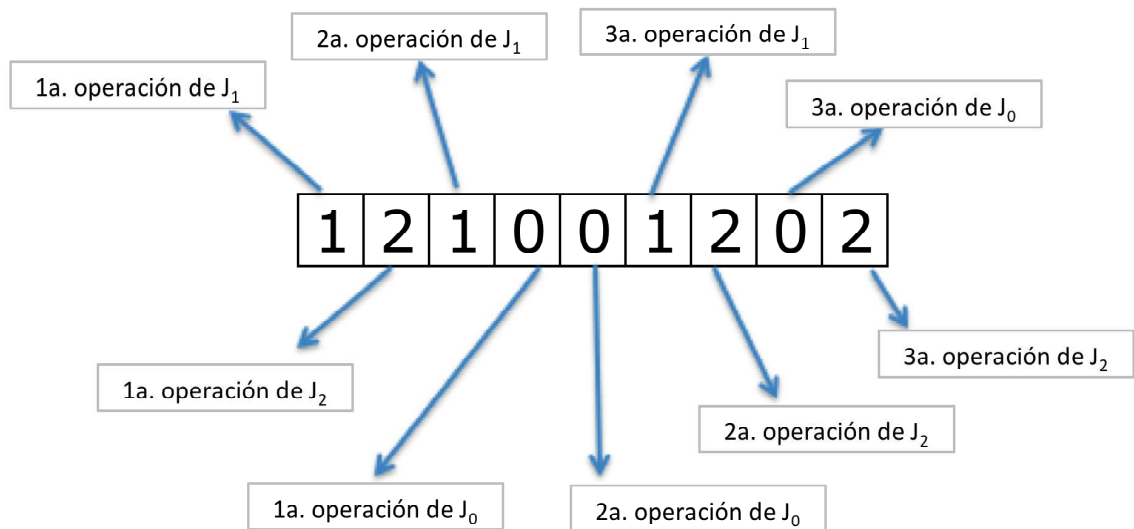 2a. operación de J₁
3a. operación de J₁
1a. operación de J₁
3a. operación de J₀
1 2 1 0 0 1 2 0 2
3a. operación de J₂
1a. operación de J₂
2a. operación de J₂
1a. operación de J₀
2a. operación de J₀